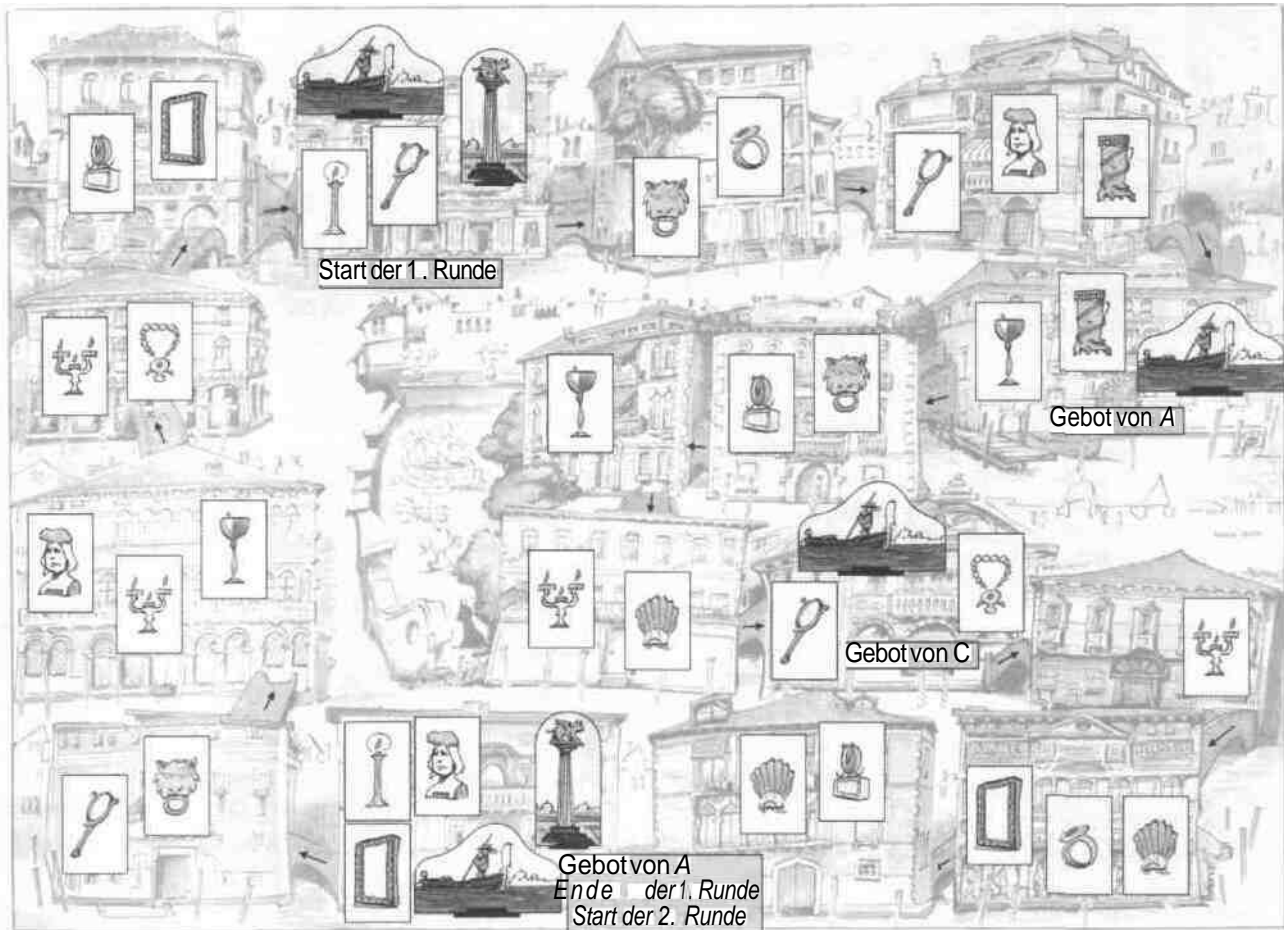 Start der 1. Runde
Gebot von A
Gebot von C
Gebot von A
Ende der 1. Runde
Start der 2. Runde